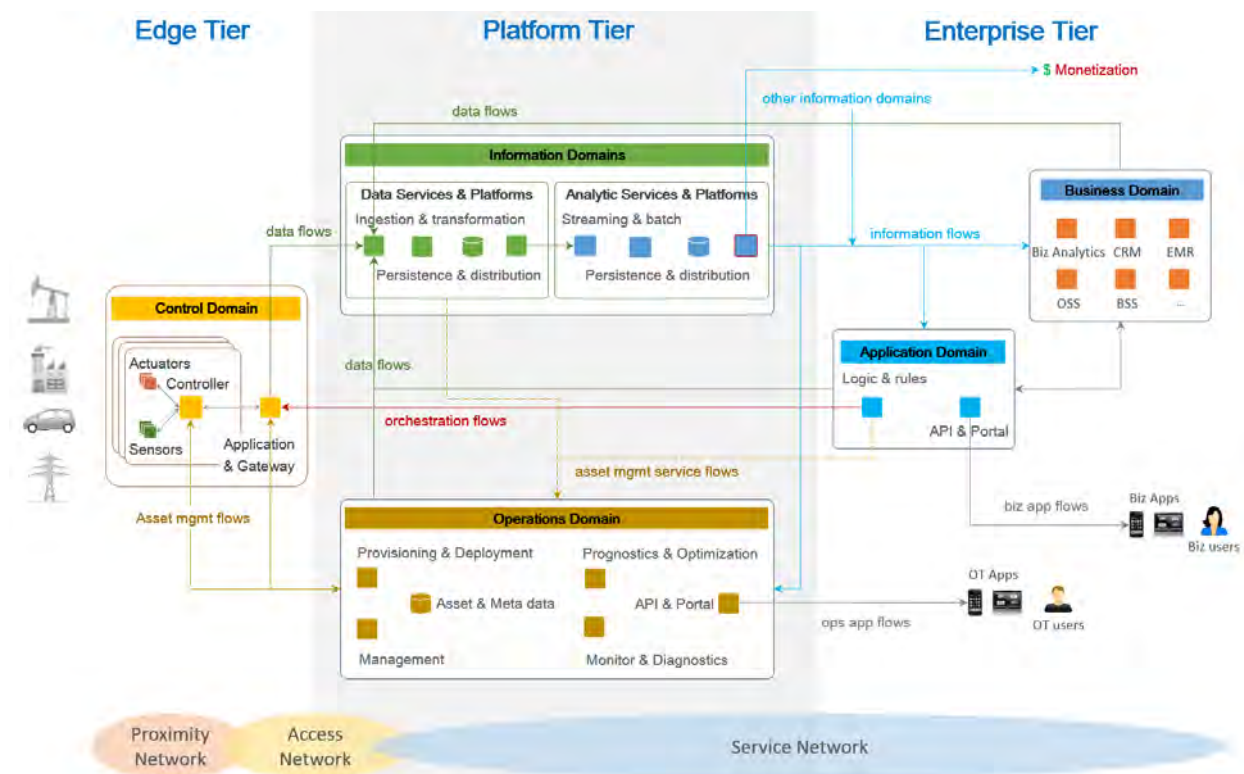 Edge Tier
Platform Tier
Enterprise Tier
$ Monetization
other information domains
data flows
Information Domains
Data Services & Platforms
Ingestion & transformation
Persistence & distribution
Analytic Services & Platforms
Streaming & batch
Persistence & distribution
Business Domain
Biz Analytics
CRM
EMR
OSS
BSS
...
information flows
data flows
Control Domain
Actuators
Controller
Sensors
Application
& Gateway
data flows
Application Domain
Logic & rules
API & Portal
orchestration flows
asset mgmt service flows
Asset mgmt flows
Operations Domain
Provisioning & Deployment
Prognostics & Optimization
Asset & Meta data
API & Portal
Management
Monitor & Diagnostics
biz app flows
Biz Apps
Biz users
OT Apps
ops app flows
OT users
Proximity
Network
Access
Network
Service Network